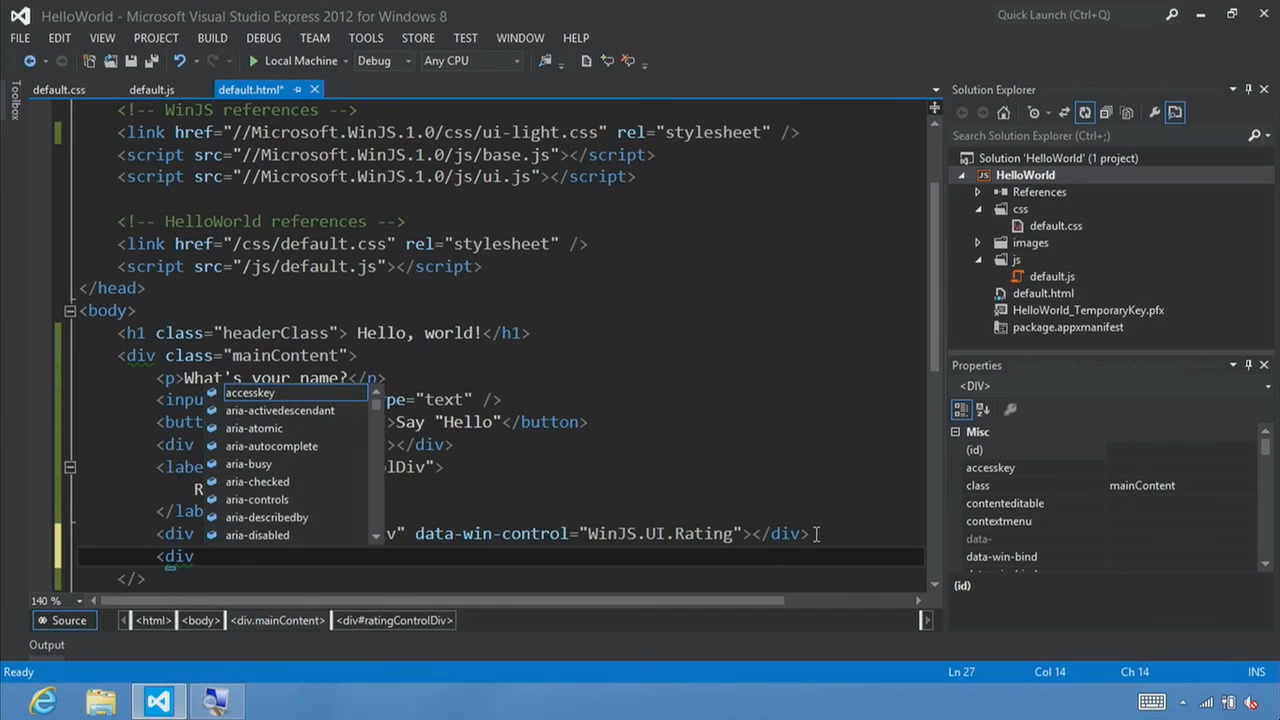 HelloWorld - Microsoft Visual Studio Express 2012 for Windows 8
Quick Launch (Ctrl+Q)
FILE EDIT VIEW PROJECT BUILD DEBUG TEAM TOOLS STORE TEST WINDOW HELP
Local Machine Debug Any CPU
Toolbox
default.css default.js default.html*
<!-- WinJS references -->
<link href="//Microsoft.WinJS.1.0/css/ui-light.css" rel="stylesheet" />
<script src="//Microsoft.WinJS.1.0/js/base.js"></script>
<script src="//Microsoft.WinJS.1.0/js/ui.js"></script>
<!-- HelloWorld references -->
<link href="/css/default.css" rel="stylesheet" />
<script src="/js/default.js"></script>
</head>
<body>
<h1 class="headerClass"> Hello, world!</h1>
<div class="mainContent">
<p>What's your name?</p>
<inpu pe="text" />
<butt >Say "Hello"</button>
<div ></div>
<labe olDiv">
R
</lab
<div v" data-win-control="WinJS.UI.Rating"></div>
<div
</>
accesskey
aria-activedescendant
aria-atomic
aria-autocomplete
aria-busy
aria-checked
aria-controls
aria-describedby
aria-disabled
140 %
Source <html> <body> <div.mainContent> <div#ratingControlDiv>
Output
Ready
Ln 27 Col 14 Ch 14 INS
Solution Explorer
Search Solution Explorer (Ctrl+;)
Solution 'HelloWorld' (1 project)
JS HelloWorld
References
css
default.css
images
js
default.js
default.html
HelloWorld_TemporaryKey.pfx
package.appxmanifest
Properties
<DIV>
Misc
(id)
accesskey
class mainContent
contenteditable
contextmenu
data-
data-win-bind
(id)